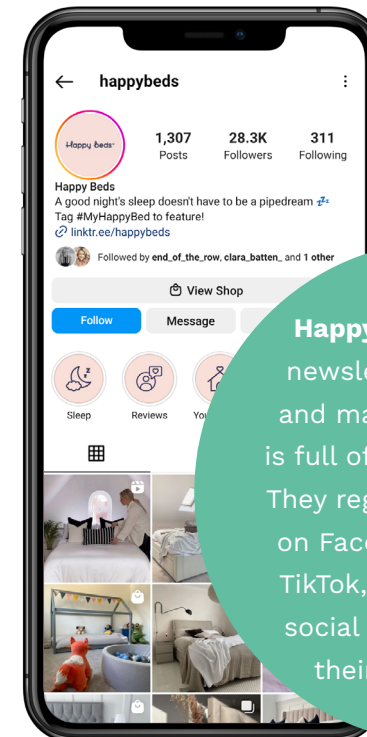 happybeds
Happy Beds
1,307 28.3K 311
Posts Followers Following
Happy Beds
A good night's sleep doesn't have to be a pipedream
Tag #MyHappyBed to feature!
linktr.ee/happybeds
Followed by end_of_the_row, clara_batten_ and 1 other
View Shop
Follow Message
Sleep Reviews You
Happy
newsle
and ma
is full of
They reg
on Face
TikTok,
social
their